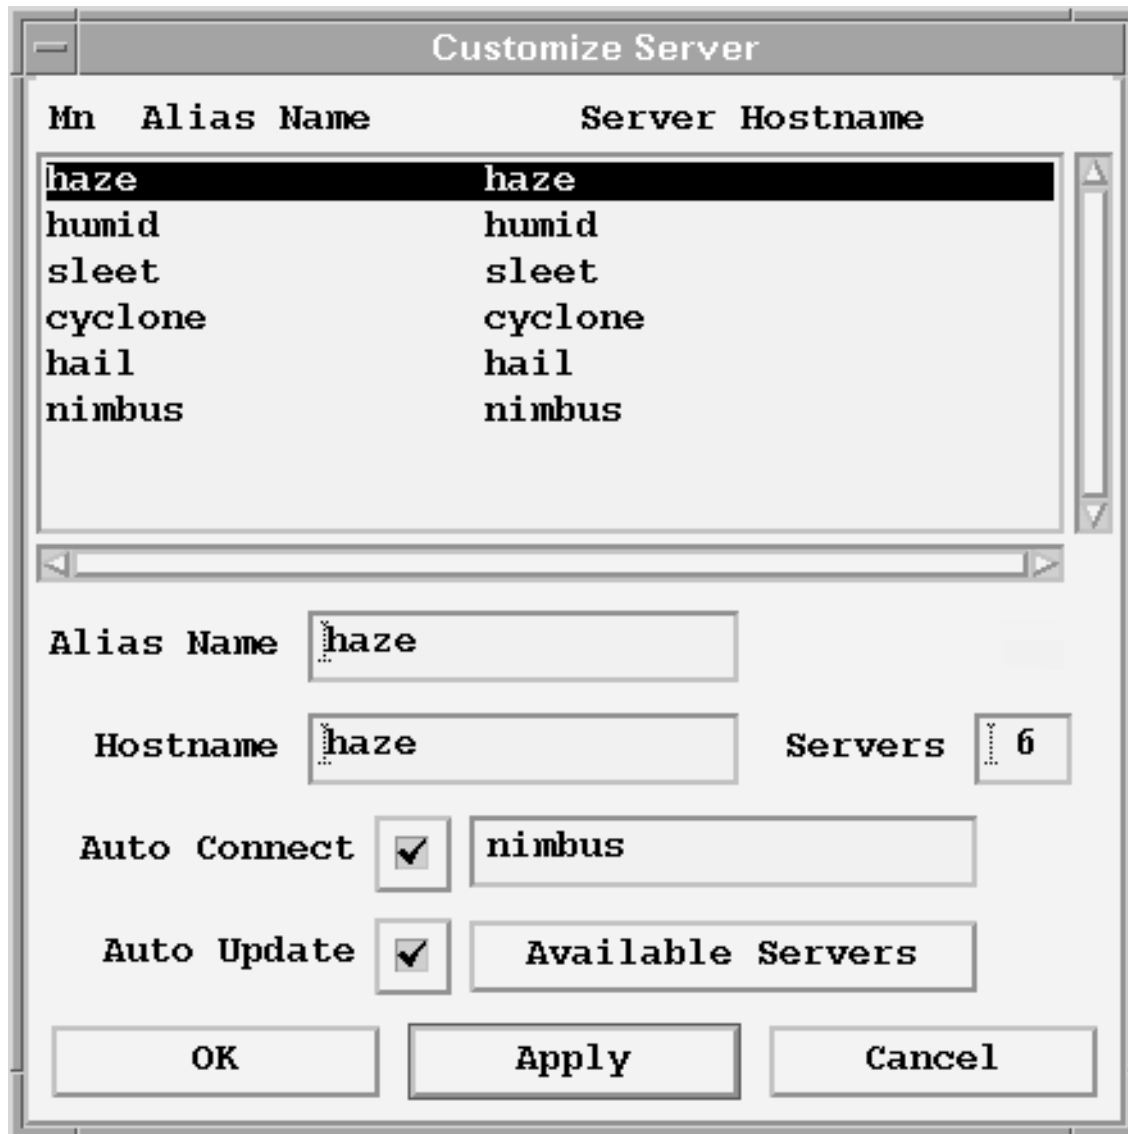 Customize Server
Mn Alias Name Server Hostname
haze haze
humid humid
sleet sleet
cyclone cyclone
hail hail
nimbus nimbus
Alias Name haze
Hostname haze Servers 6
Auto Connect nimbus
Auto Update Available Servers
OK Apply Cancel